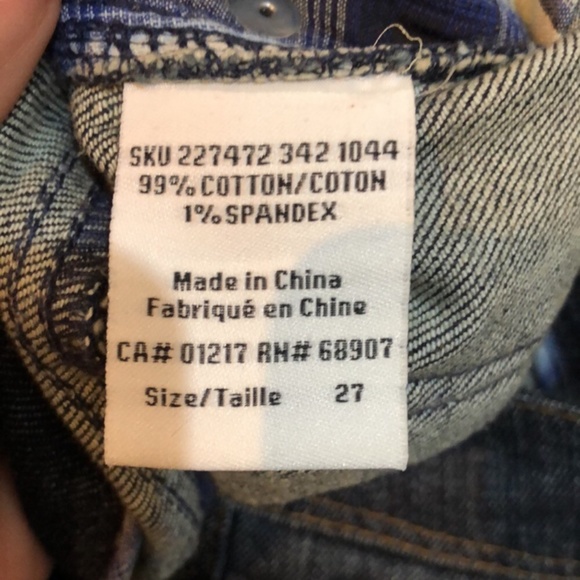 SKU 227472 342 1044
99% COTTON/COTON
1% SPANDEX
Made in China
Fabriqué en Chine
CA# 01217 RN# 68907
Size/Taille 27